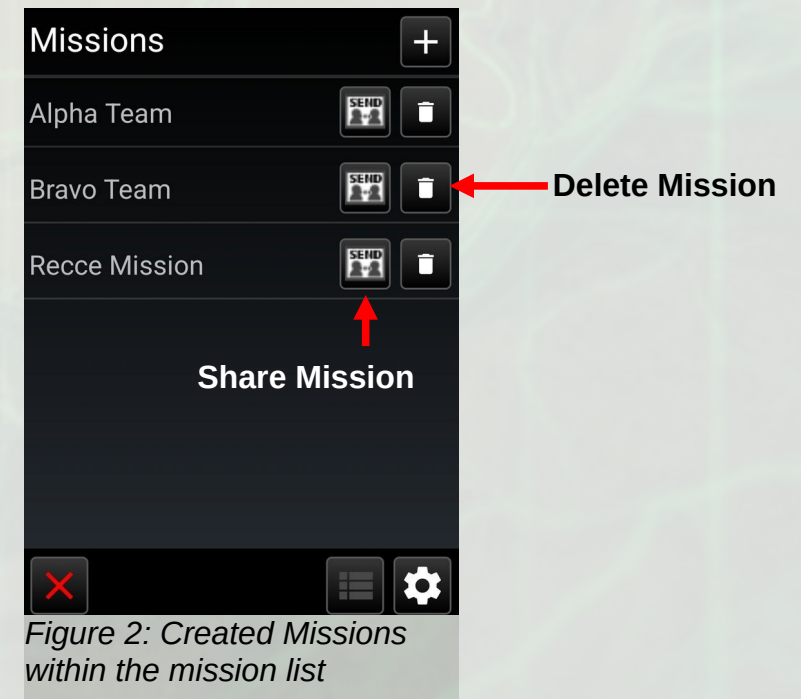 Missions
Alpha Team
SEND
Bravo Team
SEND
Delete Mission
Recce Mission
SEND
Share Mission
Figure 2: Created Missions
within the mission list